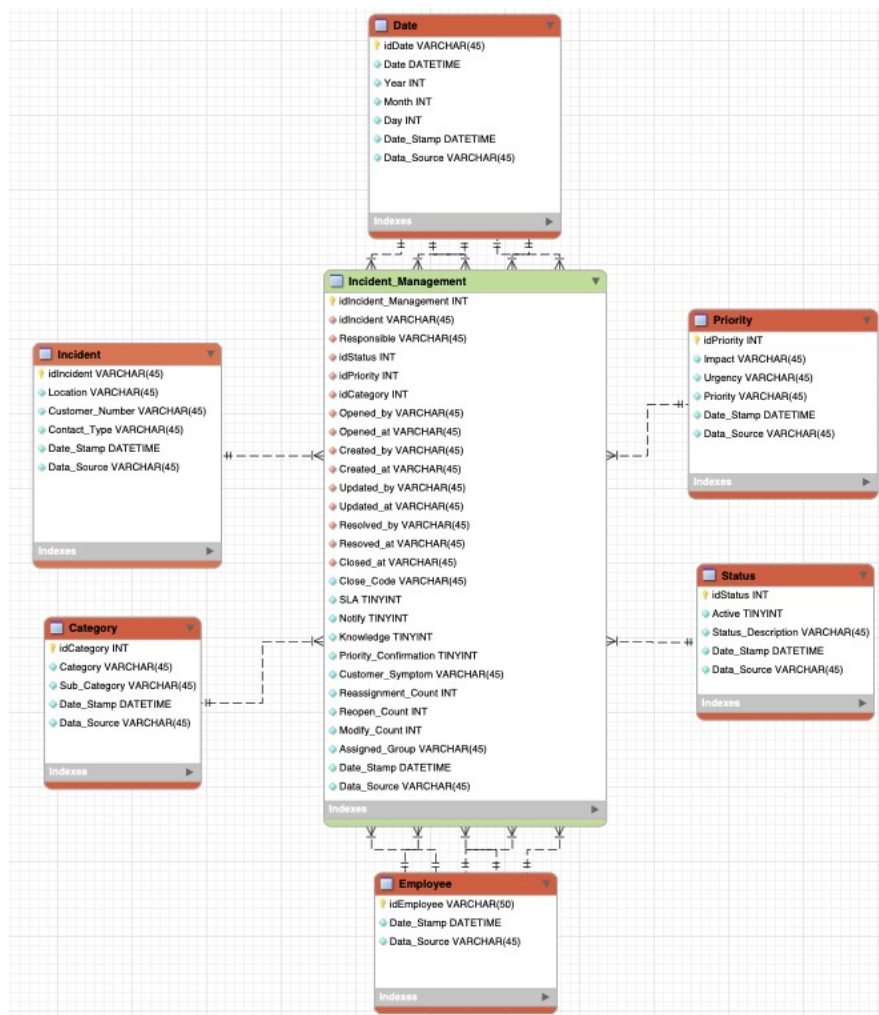 Date
idDate VARCHAR(45)
Date DATETIME
Year INT
Month INT
Day INT
Date_Stamp DATETIME
Data_Source VARCHAR(45)
Indexes
Incident_Management
idIncident_Management INT
idIncident VARCHAR(45)
Responsible VARCHAR(45)
idStatus INT
idPriority INT
idCategory INT
Opened_by VARCHAR(45)
Opened_at VARCHAR(45)
Created_by VARCHAR(45)
Created_at VARCHAR(45)
Updated_by VARCHAR(45)
Updated_at VARCHAR(45)
Resolved_by VARCHAR(45)
Resoved_at VARCHAR(45)
Closed_at VARCHAR(45)
Close_Code VARCHAR(45)
SLA TINYINT
Notify TINYINT
Knowledge TINYINT
Priority_Confirmation TINYINT
Customer_Symptom VARCHAR(45)
Reassignment_Count INT
Reopen_Count INT
Modify_Count INT
Assigned_Group VARCHAR(45)
Date_Stamp DATETIME
Data_Source VARCHAR(45)
Indexes
Incident
idIncident VARCHAR(45)
Location VARCHAR(45)
Customer_Number VARCHAR(45)
Contact_Type VARCHAR(45)
Date_Stamp DATETIME
Data_Source VARCHAR(45)
Indexes
Priority
idPriority INT
Impact VARCHAR(45)
Urgency VARCHAR(45)
Priority VARCHAR(45)
Date_Stamp DATETIME
Data_Source VARCHAR(45)
Indexes
Category
idCategory INT
Category VARCHAR(45)
Sub_Category VARCHAR(45)
Date_Stamp DATETIME
Data_Source VARCHAR(45)
Indexes
Status
idStatus INT
Active TINYINT
Status_Description VARCHAR(45)
Date_Stamp DATETIME
Data_Source VARCHAR(45)
Indexes
Employee
idEmployee VARCHAR(50)
Date_Stamp DATETIME
Data_Source VARCHAR(45)
Indexes